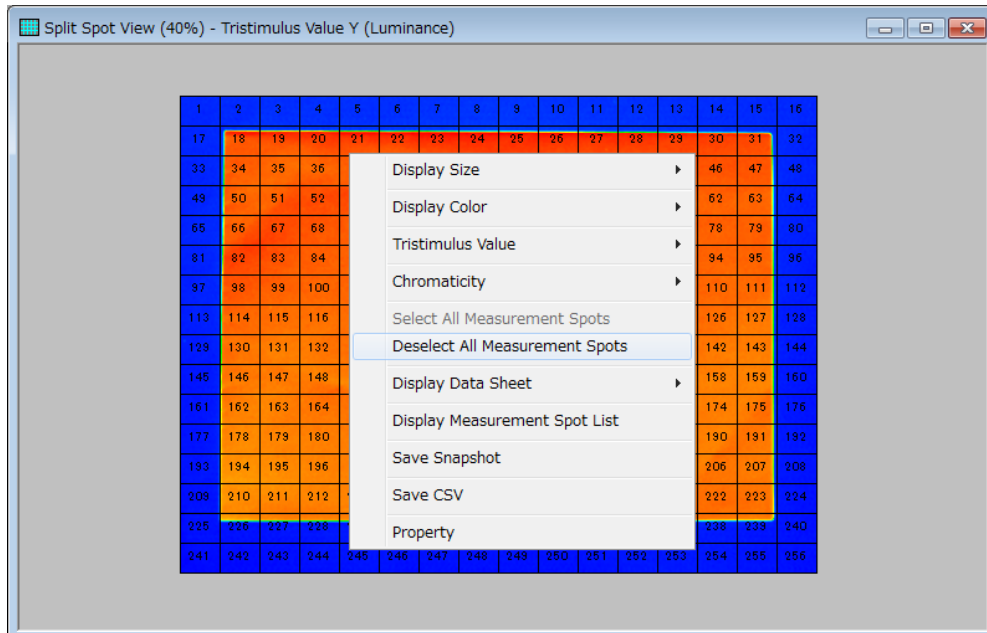 Split Spot View (40%) - Tristimulus Value Y (Luminance)
1 2 3 4 5 6 7 8 9 10 11 12 13 14 15 16
17 18 19 20 21 22 23 24 25 26 27 28 29 30 31 32
33 34 35 36 46 47 48
Display Size
49 50 51 52 62 63 64
Display Color
65 66 67 68 78 79 80
Tristimulus Value
81 82 83 84 94 95 96
97 98 99 100 110 111 112
Chromaticity
113 114 115 116 126 127 128
Select All Measurement Spots
129 130 131 132 142 143 144
Deselect All Measurement Spots
145 146 147 148 158 159 160
Display Data Sheet
161 162 163 164 174 175 176
Display Measurement Spot List
177 178 179 180 190 191 192
Save Snapshot
193 194 195 196 206 207 208
209 210 211 212 222 223 224
Save CSV
225 226 227 228 238 239 240
Property
241 242 243 244 245 246 247 248 249 250 251 252 253 254 255 256